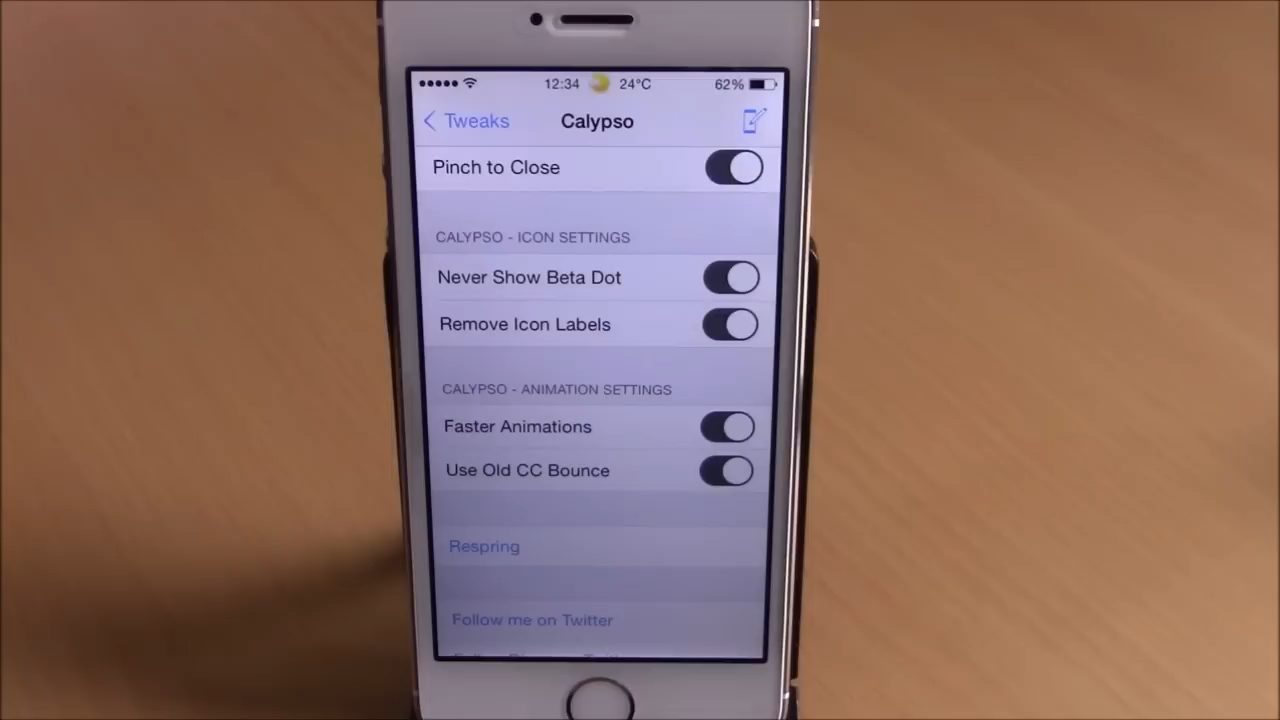 12:34 24°C 62%
Tweaks Calypso
Pinch to Close
CALYPSO - ICON SETTINGS
Never Show Beta Dot
Remove Icon Labels
CALYPSO - ANIMATION SETTINGS
Faster Animations
Use Old CC Bounce
Respring
Follow me on Twitter